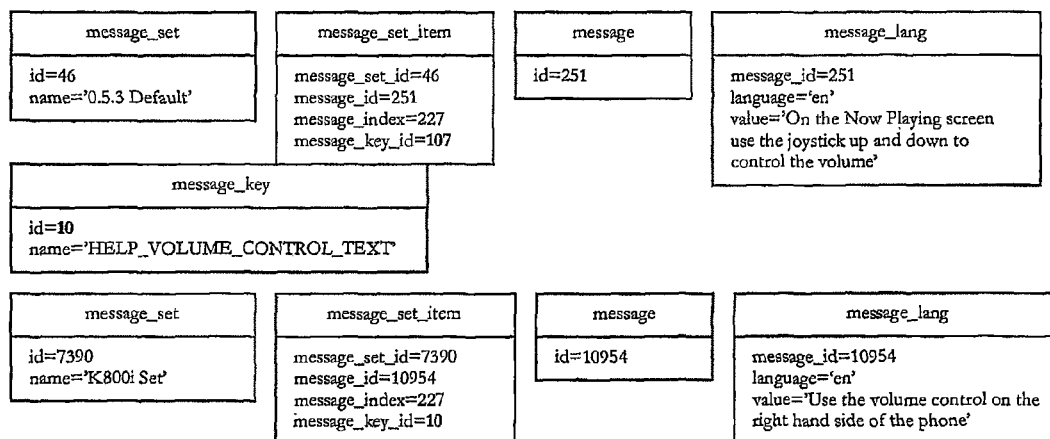 message_set
id=46
name='0.5.3 Default'
message_set_item
message_set_id=46
message_id=251
message_index=227
message_key_id=107
message
id=251
message_lang
message_id=251
language='en'
value='On the Now Playing screen
use the joystick up and down to
control the volume'
message_key
id=10
name='HELP_VOLUME_CONTROL_TEXT'
message_set
id=7390
name='K800i Set'
message_set_item
message_set_id=7390
message_id=10954
message_index=227
message_key_id=10
message
id=10954
message_lang
message_id=10954
language='en'
value='Use the volume control on the
right hand side of the phone'